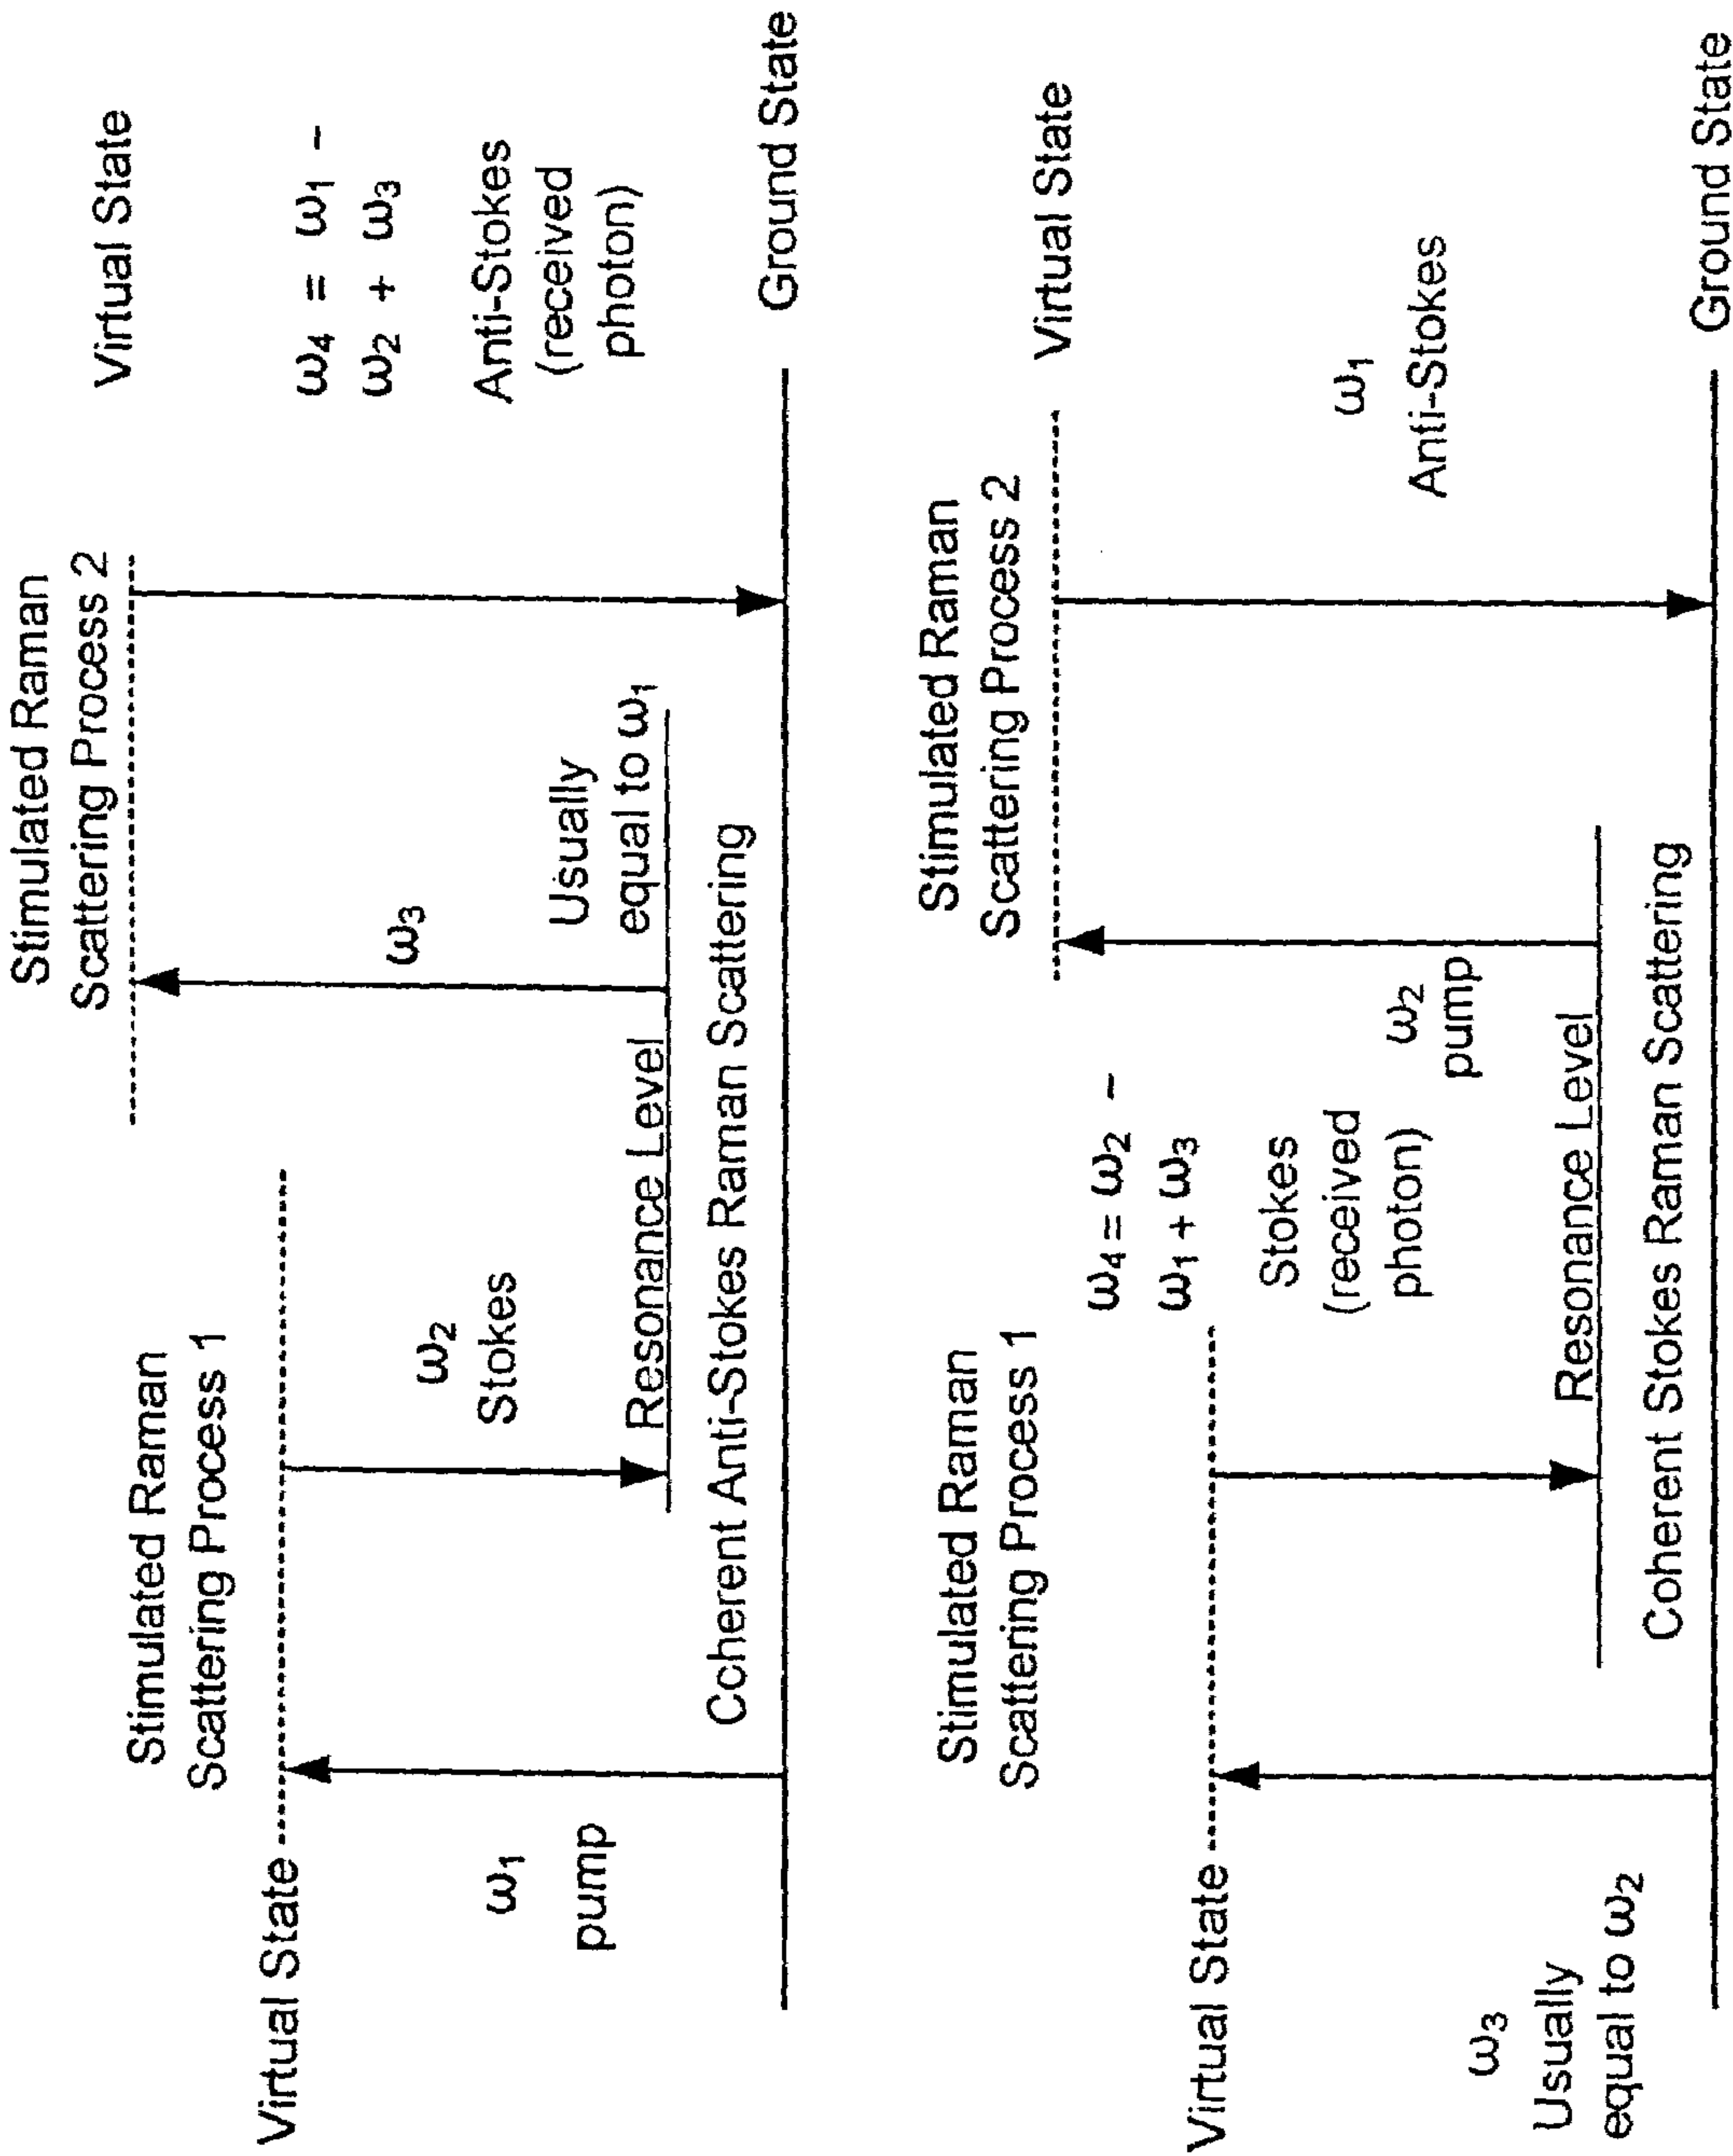 Stimulated Raman
Scattering Process 2
Stimulated Raman
Scattering Process 1
Virtual State
Virtual State
ω1
pump
ω2
Stokes
ω3
Usually
equal to ω1
ω4 = ω1 −
ω2 + ω3
Anti-Stokes
(received
photon)
Resonance Level
Coherent Anti-Stokes Raman Scattering
Ground State
Stimulated Raman
Scattering Process 1
Stimulated Raman
Scattering Process 2
Virtual State
Virtual State
ω3
Usually
equal to ω2
ω4 = ω2 −
ω1 + ω3
Stokes
(received
photon)
ω2
pump
ω1
Anti-Stokes
Resonance Level
Coherent Stokes Raman Scattering
Ground State